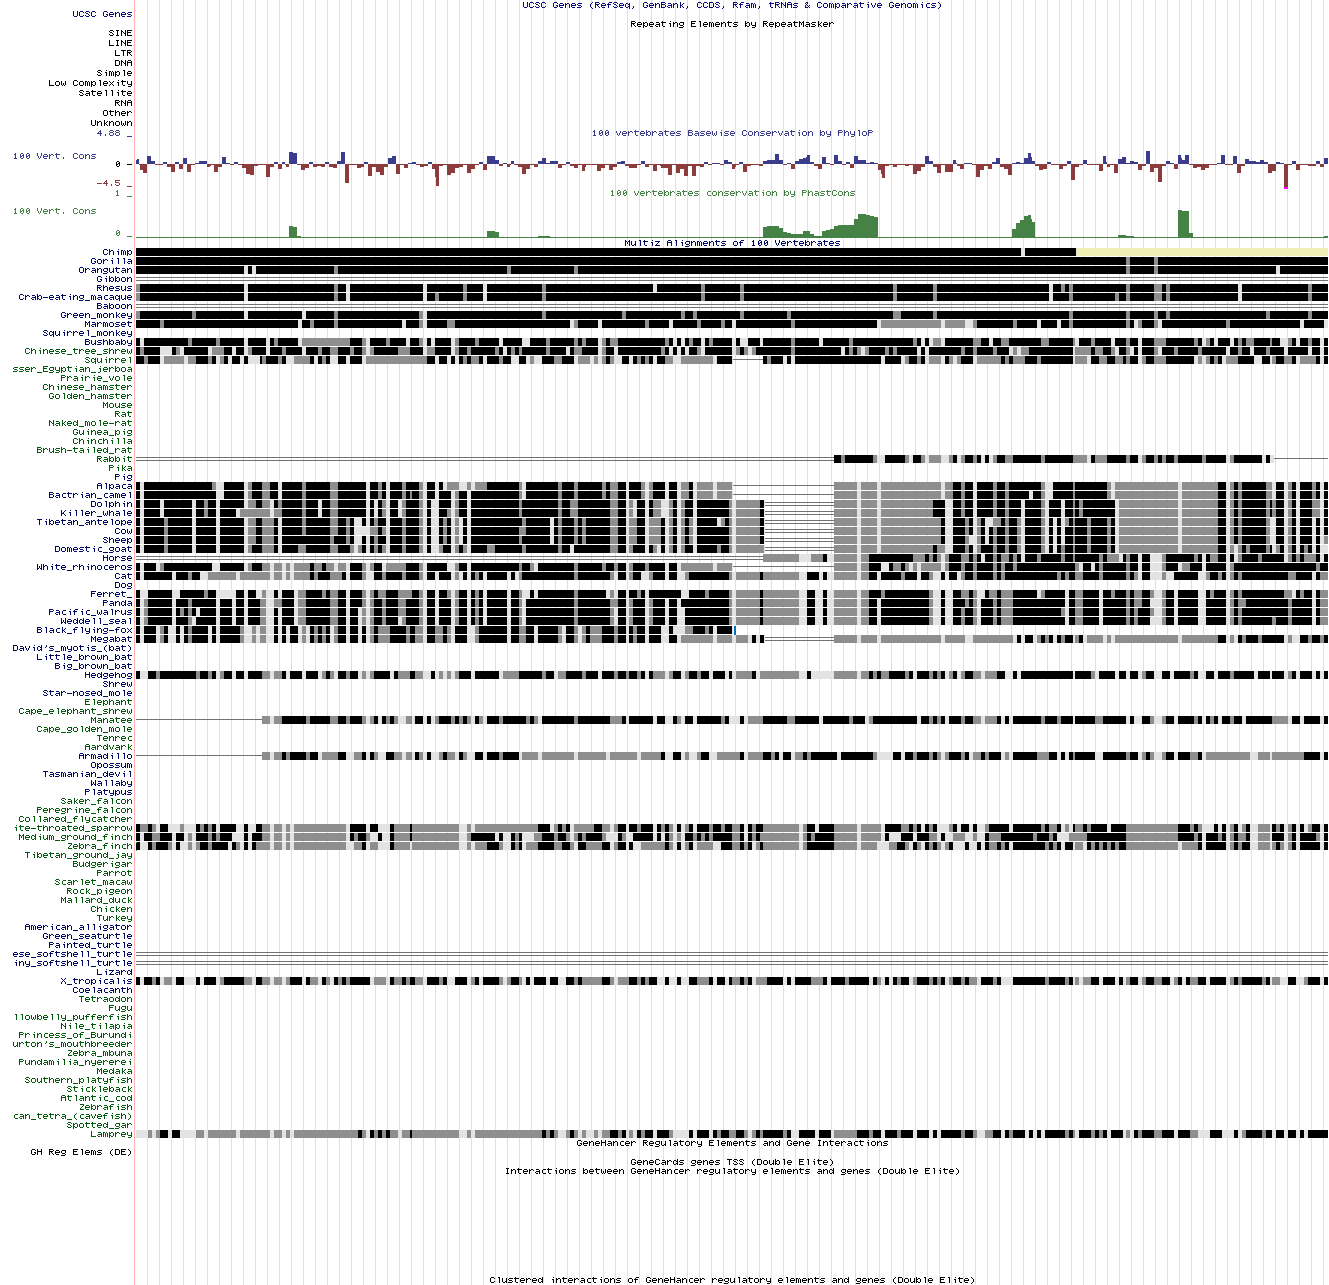 UCSC Genes (RefSeq, GenBank, CCDS, Rfam, tRNAs & Comparative Genomics)
UCSC Genes
Repeating Elements by RepeatMasker
SINE
LINE
LTR
DNA
Simple
Low Complexity
Satellite
RNA
Other
Unknown
4.88 _
100 vertebrates Basewise Conservation by PhyloP
100 Vert. Cons
0 _
-4.5 _
100 vertebrates conservation by PhastCons
1 _
100 Vert. Cons
0 _
Multiz Alignments of 100 Vertebrates
Chimp
Gorilla
Orangutan
Gibbon
Rhesus
Crab-eating_macaque
Baboon
Green_monkey
Marmoset
Squirrel_monkey
Bushbaby
Chinese_tree_shrew
Squirrel
sser_Egyptian_jerboa
Prairie_vole
Chinese_hamster
Golden_hamster
Mouse
Rat
Naked_mole-rat
Guinea_pig
Chinchilla
Brush-tailed_rat
Rabbit
Pika
Pig
Alpaca
Bactrian_camel
Dolphin
Killer_whale
Tibetan_antelope
Cow
Sheep
Domestic_goat
Horse
White_rhinoceros
Cat
Dog
Ferret_
Panda
Pacific_walrus
Weddell_seal
Black_flying-fox
Megabat
David's_myotis_(bat)
Little_brown_bat
Big_brown_bat
Hedgehog
Shrew
Star-nosed_mole
Elephant
Cape_elephant_shrew
Manatee
Cape_golden_mole
Tenrec
Aardvark
Armadillo
Opossum
Tasmanian_devil
Wallaby
Platypus
Saker_falcon
Peregrine_falcon
Collared_flycatcher
ite-throated_sparrow
Medium_ground_finch
Zebra_finch
Tibetan_ground_jay
Budgerigar
Parrot
Scarlet_macaw
Rock_pigeon
Mallard_duck
Chicken
Turkey
American_alligator
Green_seaturtle
Painted_turtle
ese_softshell_turtle
iny_softshell_turtle
Lizard
X_tropicalis
Coelacanth
Tetraodon
Fugu
llowbelly_pufferfish
Nile_tilapia
Princess_of_Burundi
urton's_mouthbreeder
Zebra_mbuna
Pundamilia_nyererei
Medaka
Southern_platyfish
Stickleback
Atlantic_cod
Zebrafish
can_tetra_(cavefish)
Spotted_gar
Lamprey
GeneHancer Regulatory Elements and Gene Interactions
GH Reg Elems (DE)
GeneCards genes TSS (Double Elite)
Interactions between GeneHancer regulatory elements and genes (Double Elite)
Clustered interactions of GeneHancer regulatory elements and genes (Double Elite)